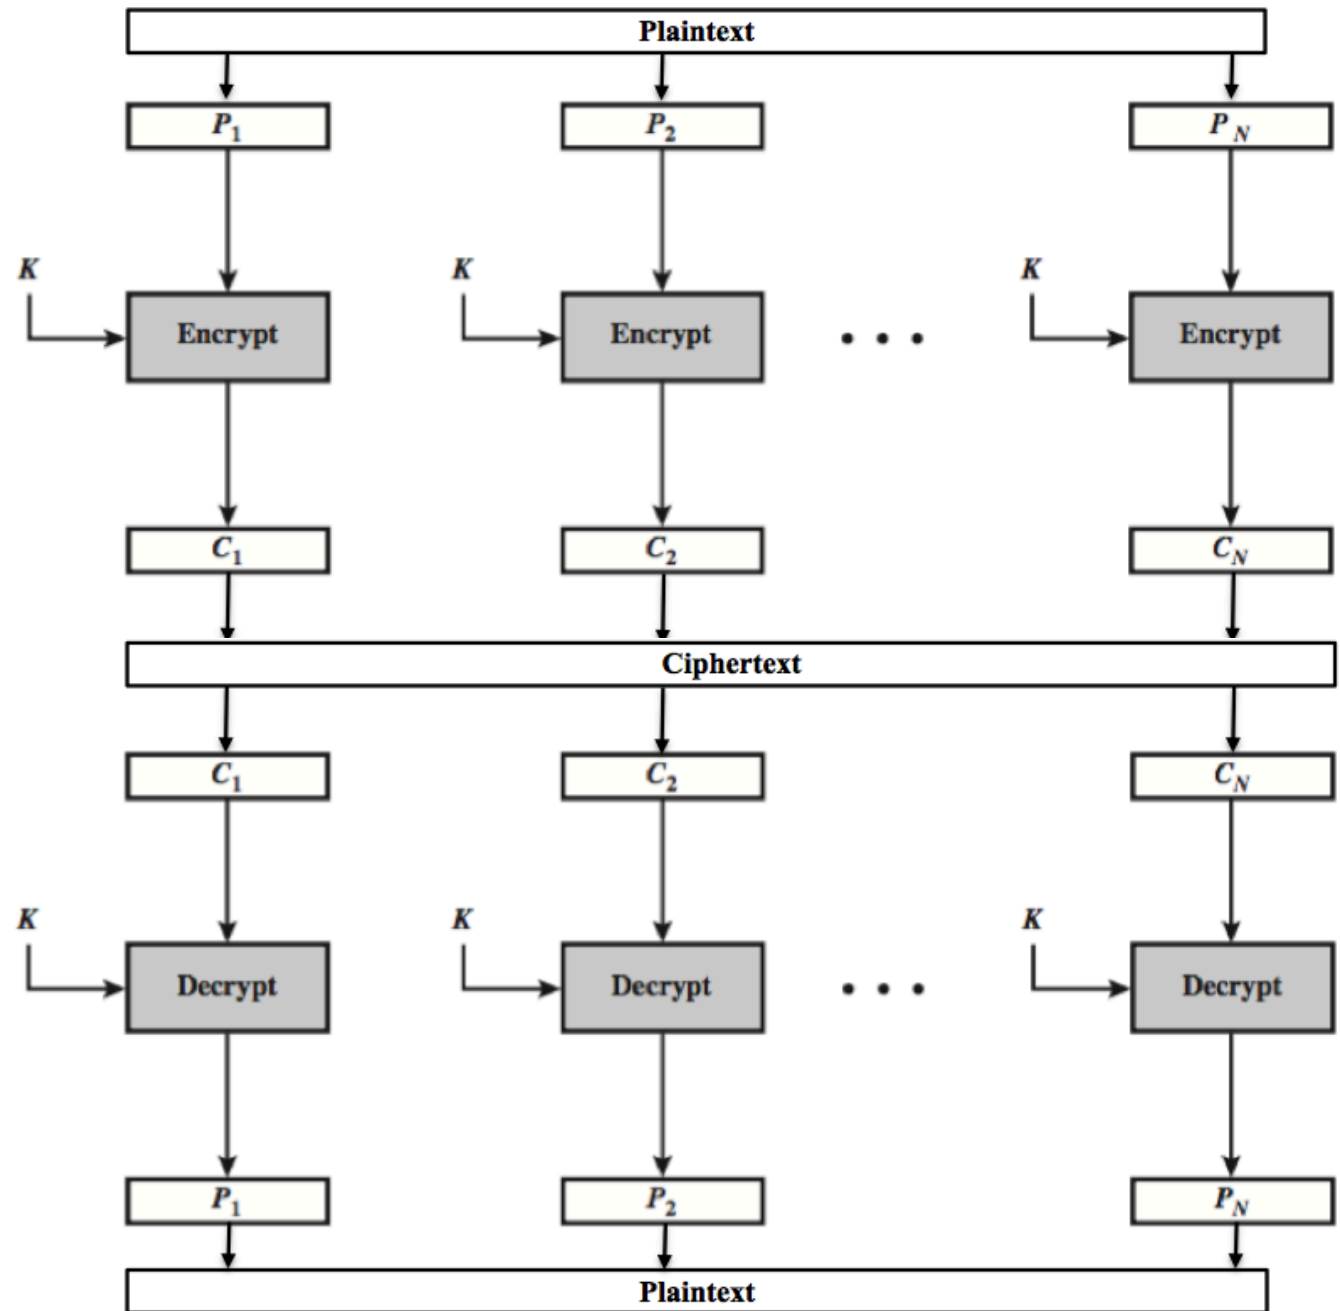 Plaintext
P1 P2 PN
K K K
Encrypt Encrypt . . . Encrypt
C1 C2 CN
Ciphertext
C1 C2 CN
K K K
Decrypt Decrypt . . . Decrypt
P1 P2 PN
Plaintext